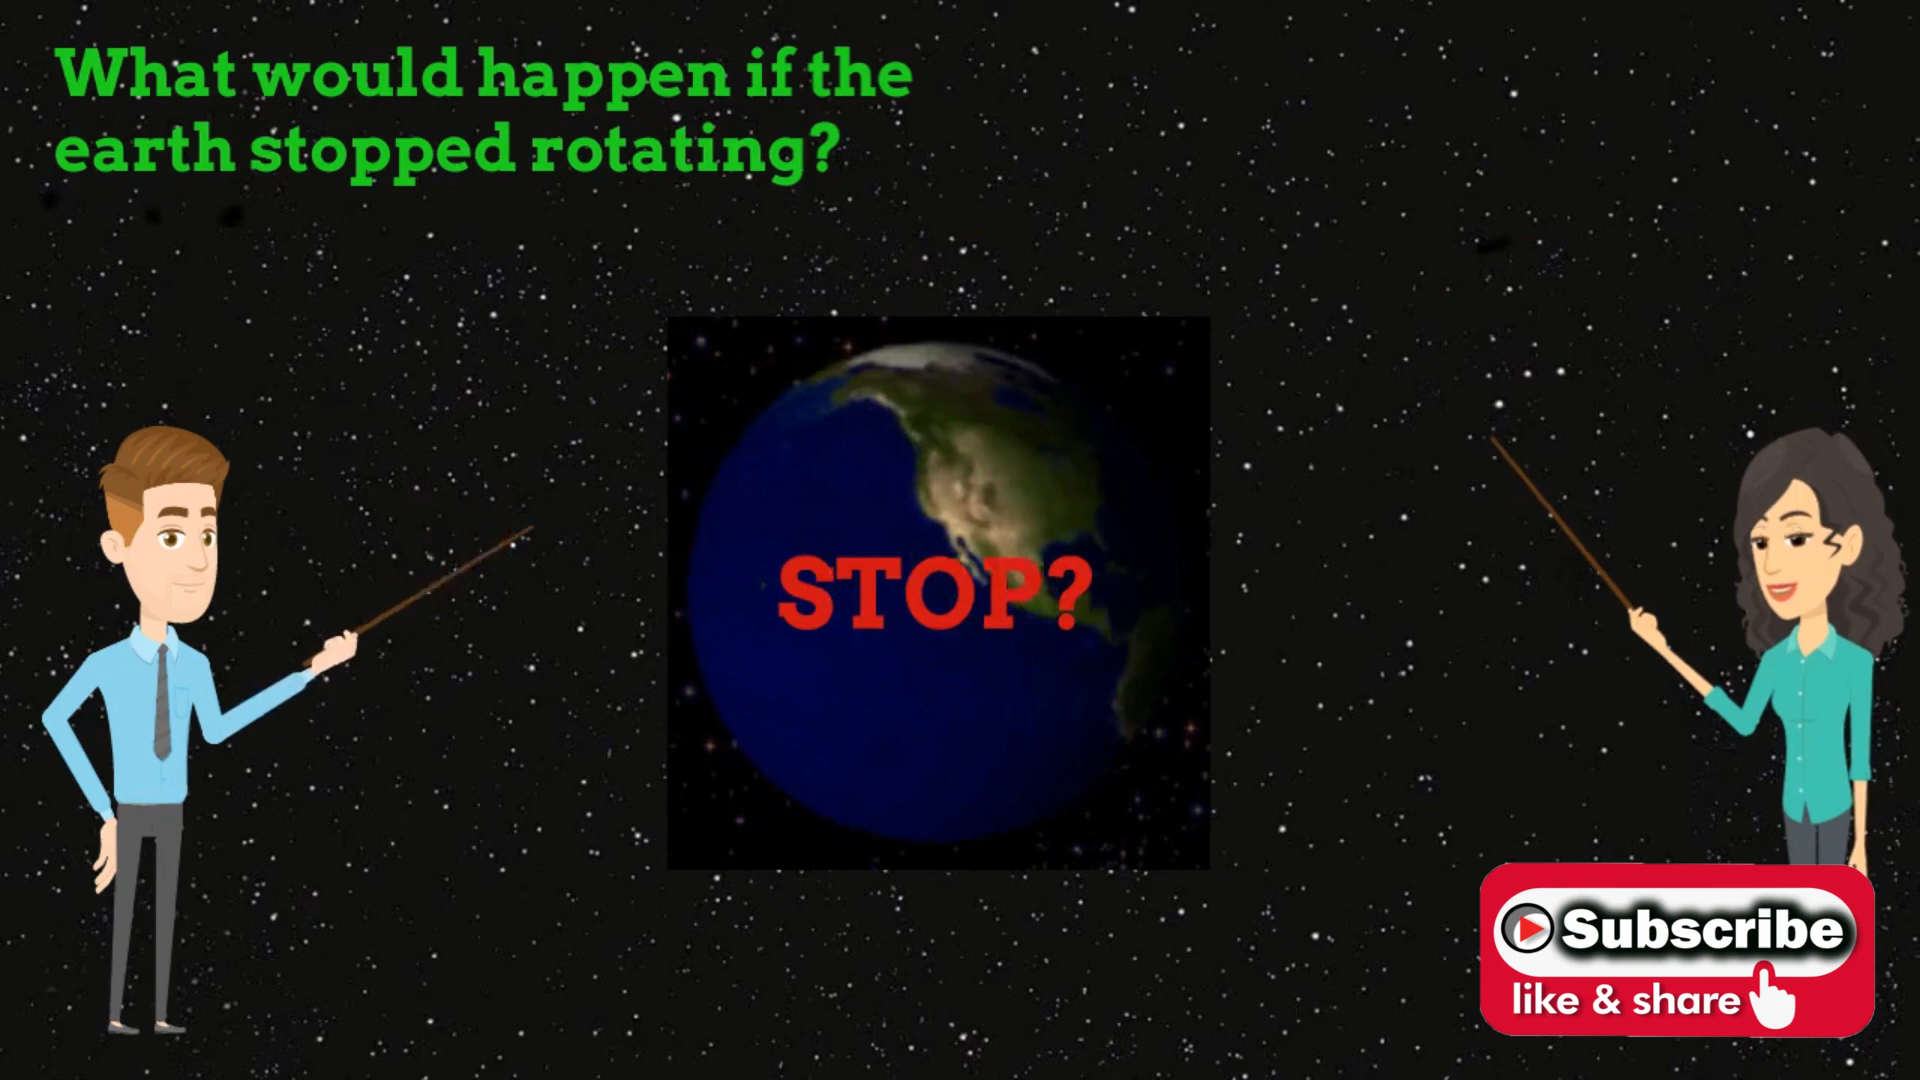 What would happen if the
earth stopped rotating?
STOP?
Subscribe
like & share